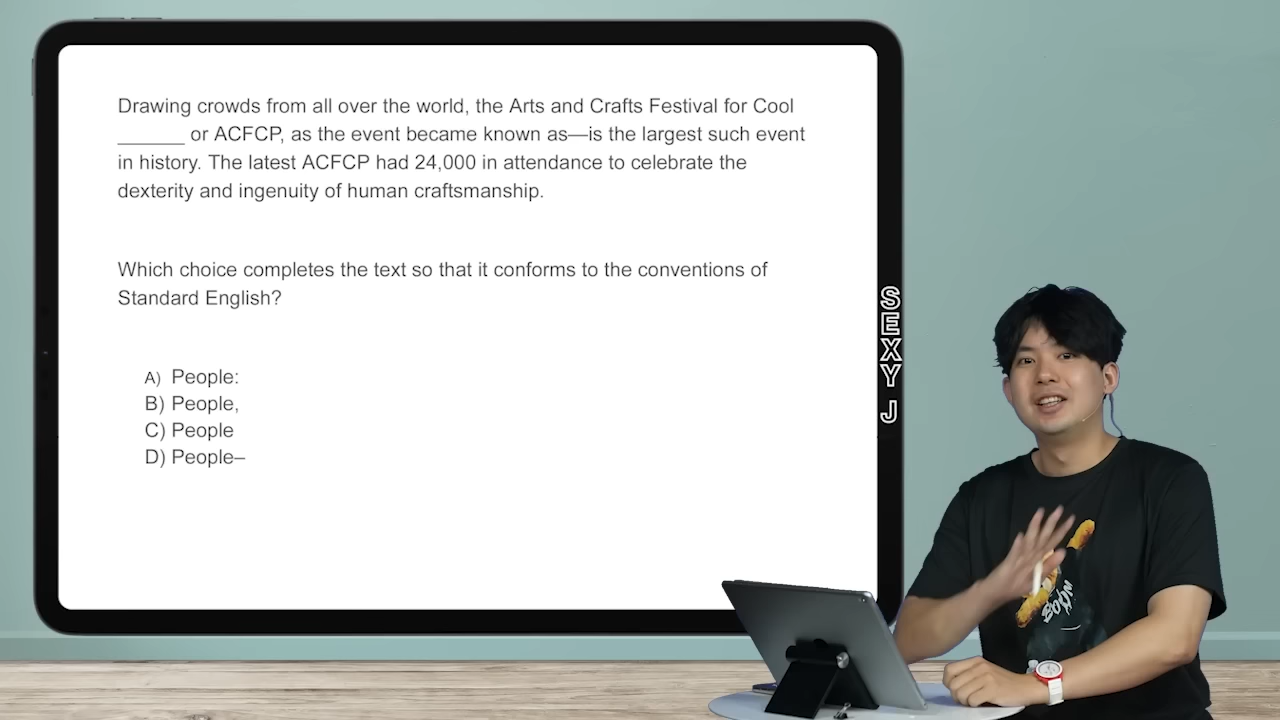 Drawing crowds from all over the world, the Arts and Crafts Festival for Cool
______ or ACFCP, as the event became known as—is the largest such event
in history. The latest ACFCP had 24,000 in attendance to celebrate the
dexterity and ingenuity of human craftsmanship.
Which choice completes the text so that it conforms to the conventions of
Standard English?
A) People:
B) People,
C) People
D) People–
SEXY J